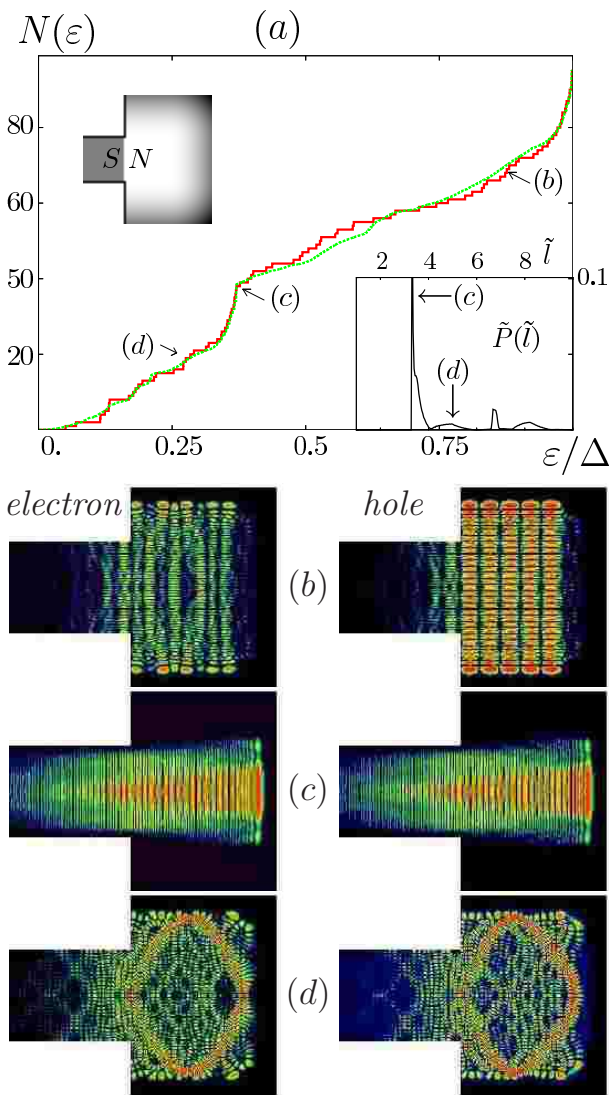 N(ε) (a)
80
60
50
20
S N
(b)
(c)
(d)
2 4 6 8 l̃
0.1
(c)
P̃(l̃)
(d)
0. 0.25 0.5 0.75 ε/Δ
electron hole
(b)
(c)
(d)